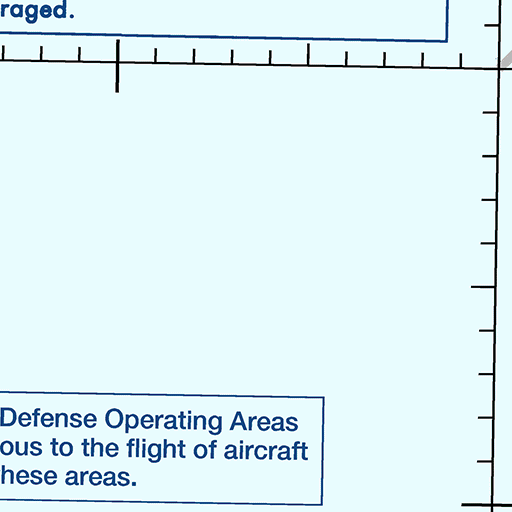 raged.
Defense Operating Areas
ous to the flight of aircraft
hese areas.